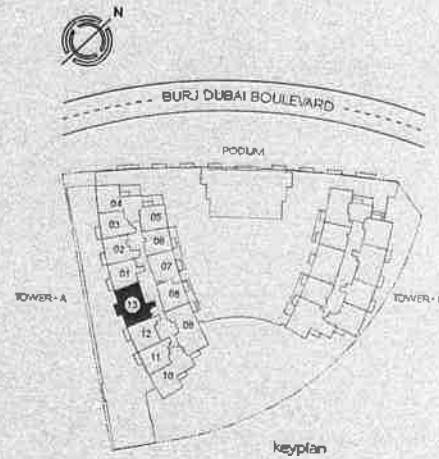 N
BURJ DUBAI BOULEVARD
PODIUM
04
03
05
02
06
01
07
TOWER - A
13
08
TOWER -
12
09
11
10
keyplan